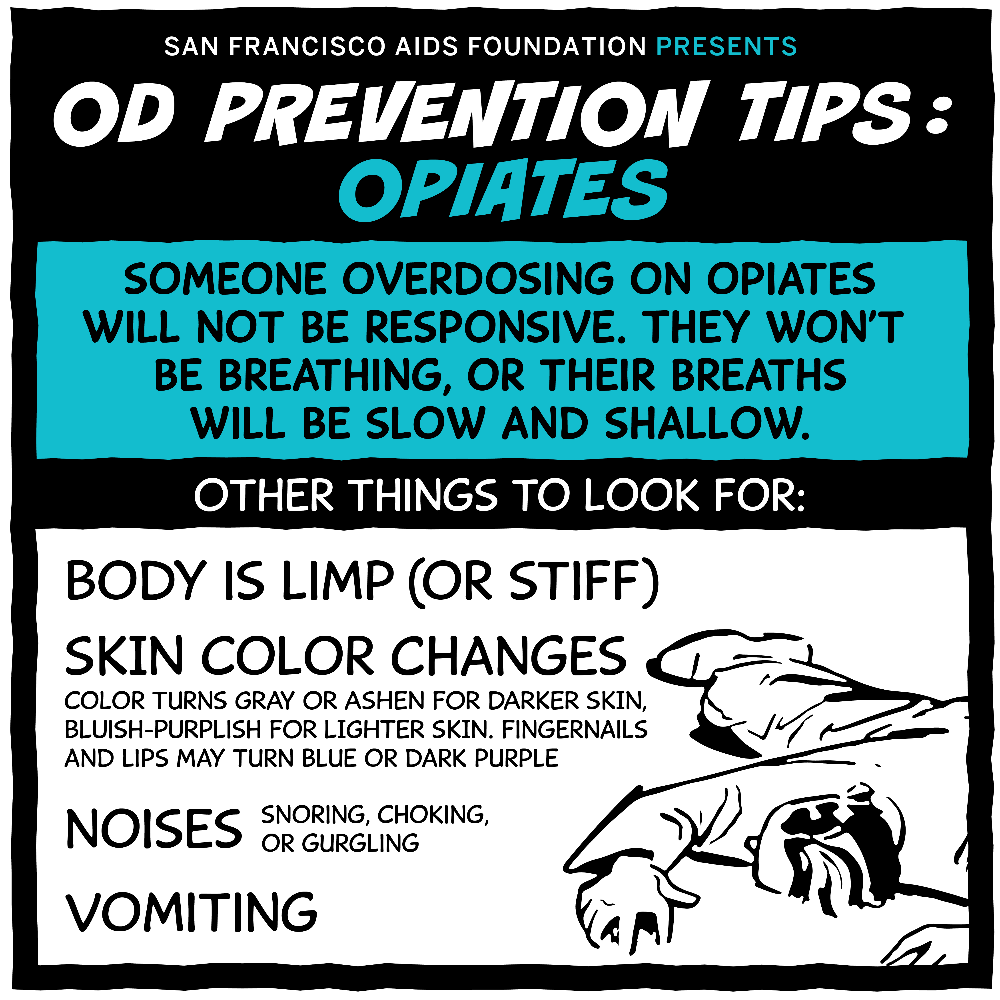 SAN FRANCISCO AIDS FOUNDATION PRESENTS
OD PREVENTION TIPS:
OPIATES
SOMEONE OVERDOSING ON OPIATES
WILL NOT BE RESPONSIVE. THEY WON'T
BE BREATHING, OR THEIR BREATHS
WILL BE SLOW AND SHALLOW.
OTHER THINGS TO LOOK FOR:
BODY IS LIMP (OR STIFF)
SKIN COLOR CHANGES
COLOR TURNS GRAY OR ASHEN FOR DARKER SKIN,
BLUISH-PURPLISH FOR LIGHTER SKIN. FINGERNAILS
AND LIPS MAY TURN BLUE OR DARK PURPLE
NOISES
SNORING, CHOKING,
OR GURGLING
VOMITING